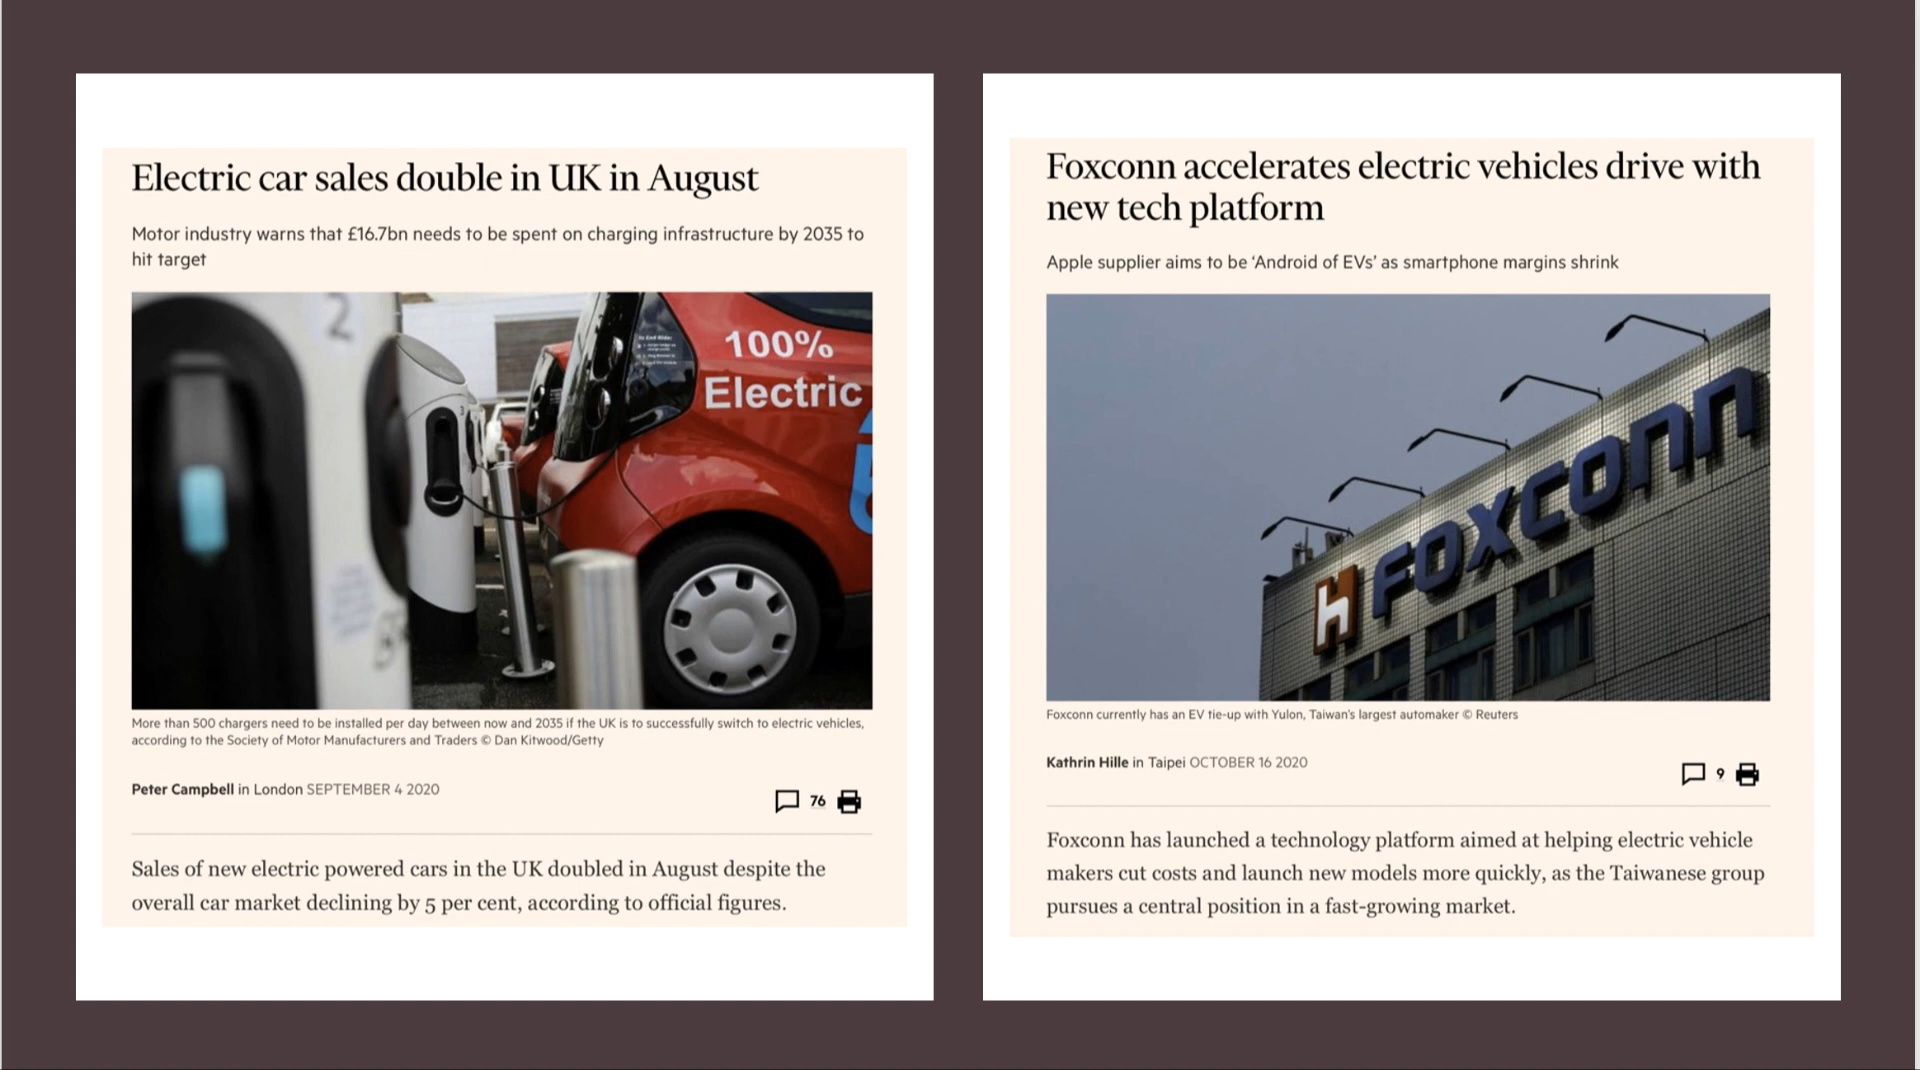 Electric car sales double in UK in August
Motor industry warns that £16.7bn needs to be spent on charging infrastructure by 2035 to
hit target
2
100%
Electric
More than 500 chargers need to be installed per day between now and 2035 if the UK is to successfully switch to electric vehicles,
according to the Society of Motor Manufacturers and Traders © Dan Kitwood/Getty
Peter Campbell in London SEPTEMBER 4 2020
76
Sales of new electric powered cars in the UK doubled in August despite the
overall car market declining by 5 per cent, according to official figures.
Foxconn accelerates electric vehicles drive with
new tech platform
Apple supplier aims to be ‘Android of EVs’ as smartphone margins shrink
h FOXCONN
Foxconn currently has an EV tie-up with Yulon, Taiwan’s largest automaker © Reuters
Kathrin Hille in Taipei OCTOBER 16 2020
9
Foxconn has launched a technology platform aimed at helping electric vehicle
makers cut costs and launch new models more quickly, as the Taiwanese group
pursues a central position in a fast-growing market.